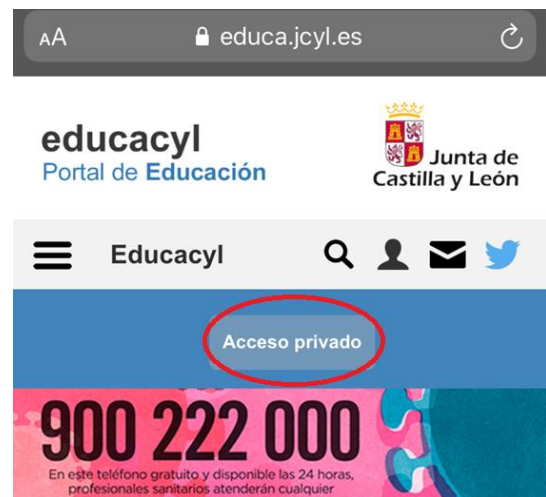 AA educa.jcyl.es
educacyl
Portal de Educación
Junta de
Castilla y León
Educacyl
Acceso privado
900 222 000
En este teléfono gratuito y disponible las 24 horas,
profesionales sanitarios atenderán cualquier